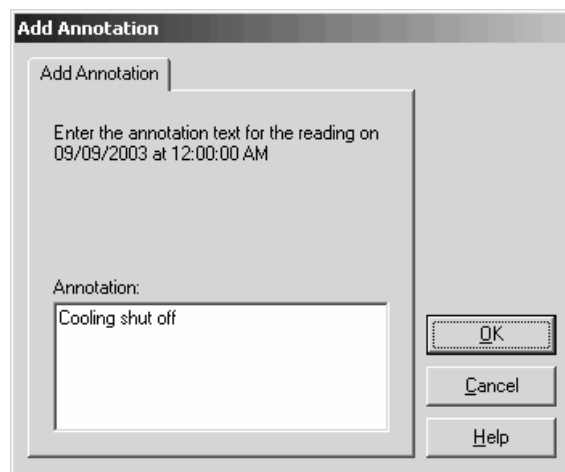 Add Annotation
Add Annotation
Enter the annotation text for the reading on
09/09/2003 at 12:00:00 AM
Annotation:
Cooling shut off
OK
Cancel
Help